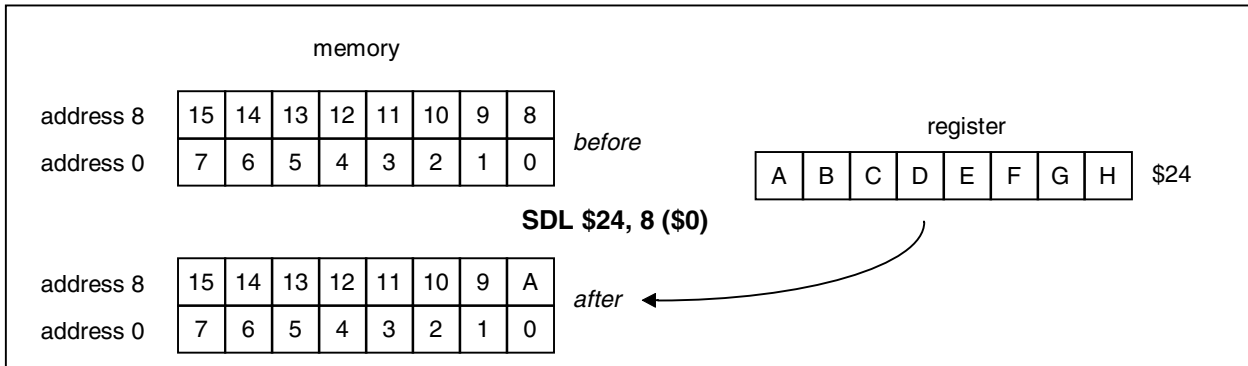 memory
address 8 15 14 13 12 11 10 9 8
before
address 0 7 6 5 4 3 2 1 0
register
A B C D E F G H $24
SDL $24, 8 ($0)
address 8 15 14 13 12 11 10 9 A
after
address 0 7 6 5 4 3 2 1 0